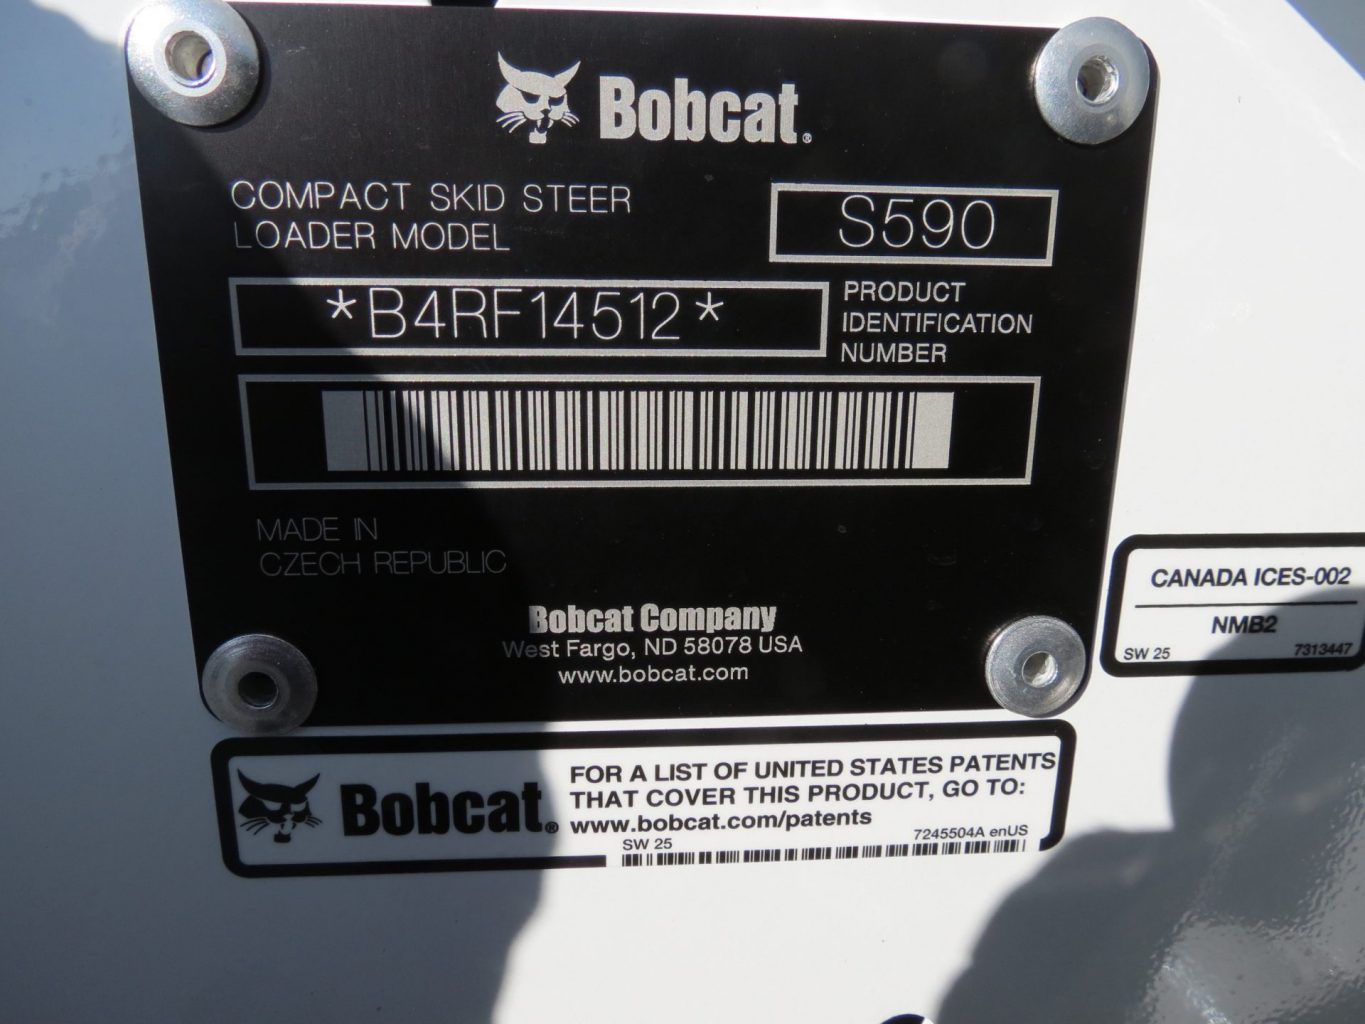 Bobcat®
COMPACT SKID STEER
LOADER MODEL
S590
*B4RF14512*
PRODUCT
IDENTIFICATION
NUMBER
MADE IN
CZECH REPUBLIC
Bobcat Company
West Fargo, ND 58078 USA
www.bobcat.com
CANADA ICES-002
NMB2
SW 25 7313447
Bobcat®
FOR A LIST OF UNITED STATES PATENTS
THAT COVER THIS PRODUCT, GO TO:
www.bobcat.com/patents
SW 25 7245504A enUS